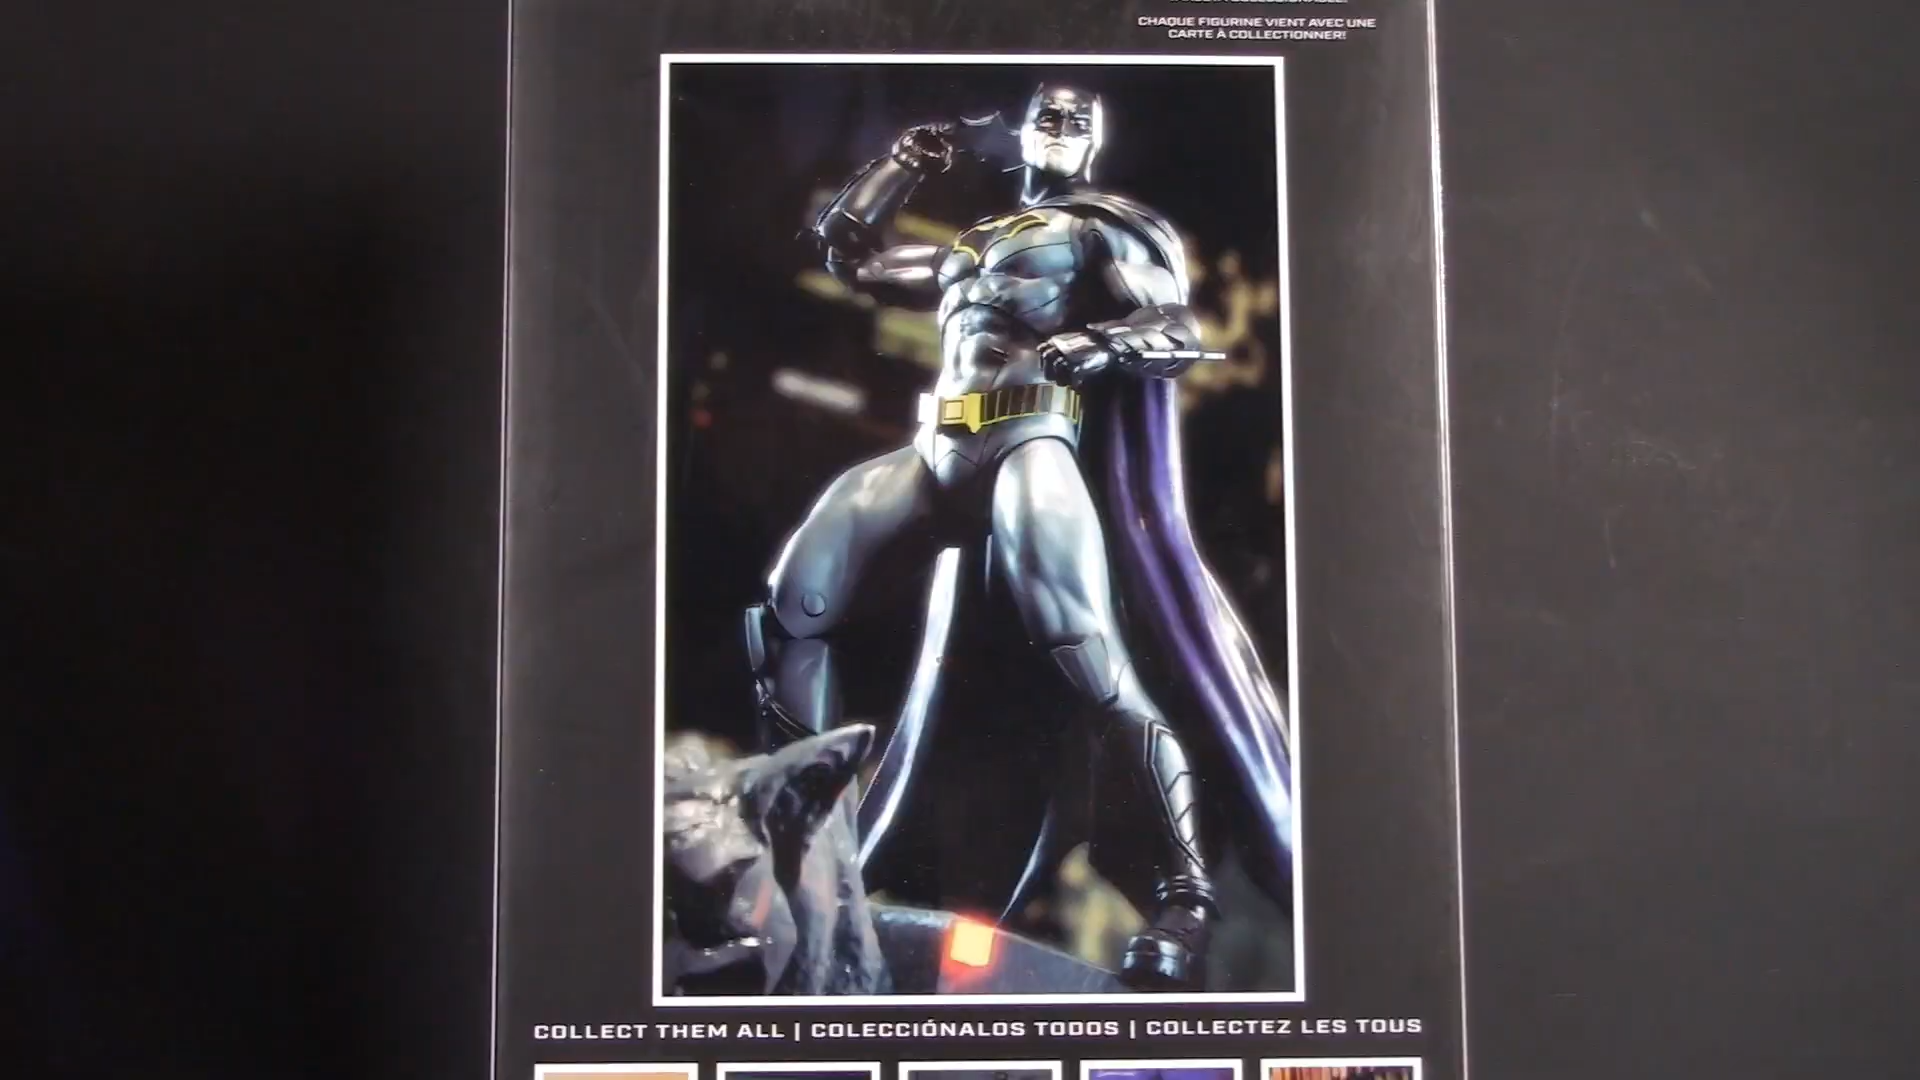 CHAQUE FIGURINE VIENT AVEC UNE
CARTE À COLLECTIONNER!
COLLECT THEM ALL | COLECCIÓNALOS TODOS | COLLECTEZ LES TOUS